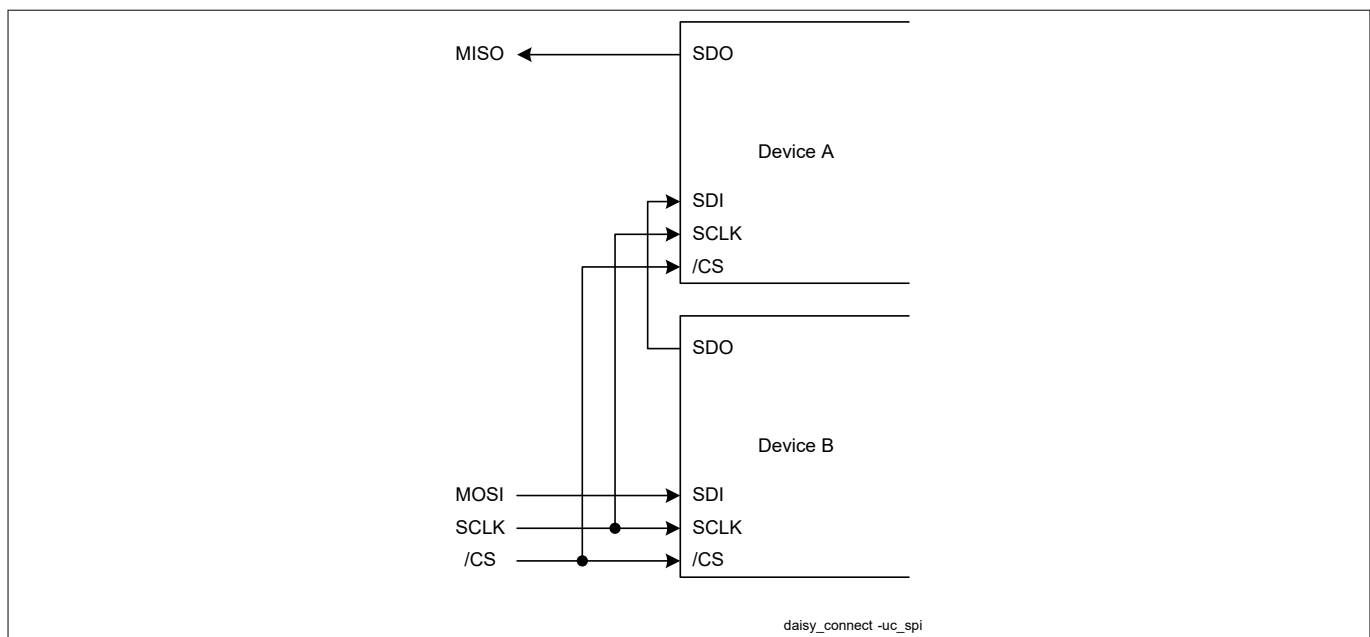 MISO
SDO
Device A
SDI
SCLK
/CS
SDO
Device B
MOSI
SDI
SCLK
SCLK
/CS
/CS
daisy_connect -uc_spi